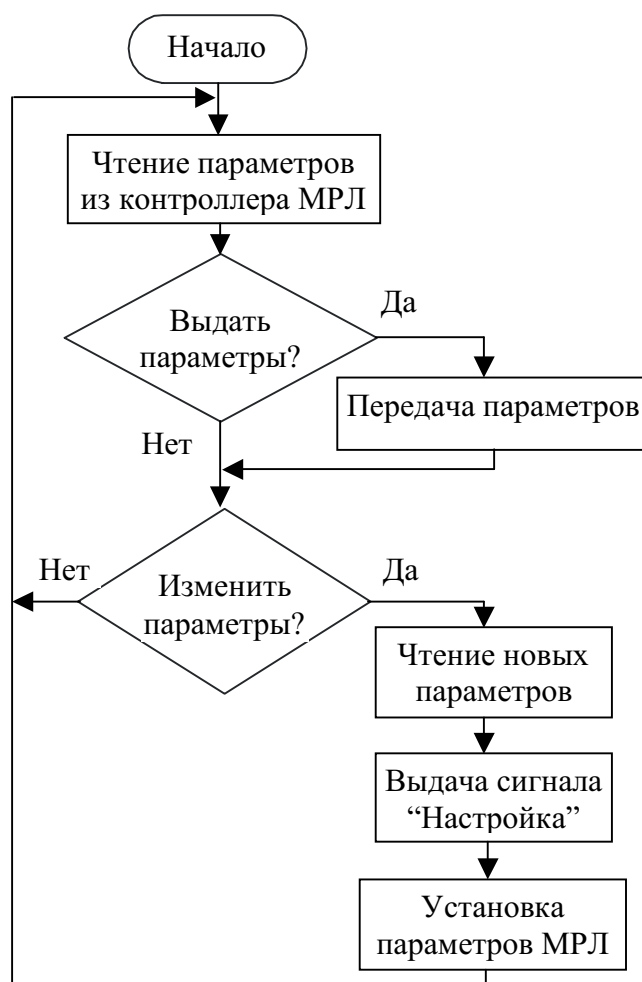 Начало
Чтение параметров
из контроллера МРЛ
Выдать
параметры?
Да
Передача параметров
Нет
Изменить
параметры?
Нет
Да
Чтение новых
параметров
Выдача сигнала
“Настройка”
Установка
параметров МРЛ